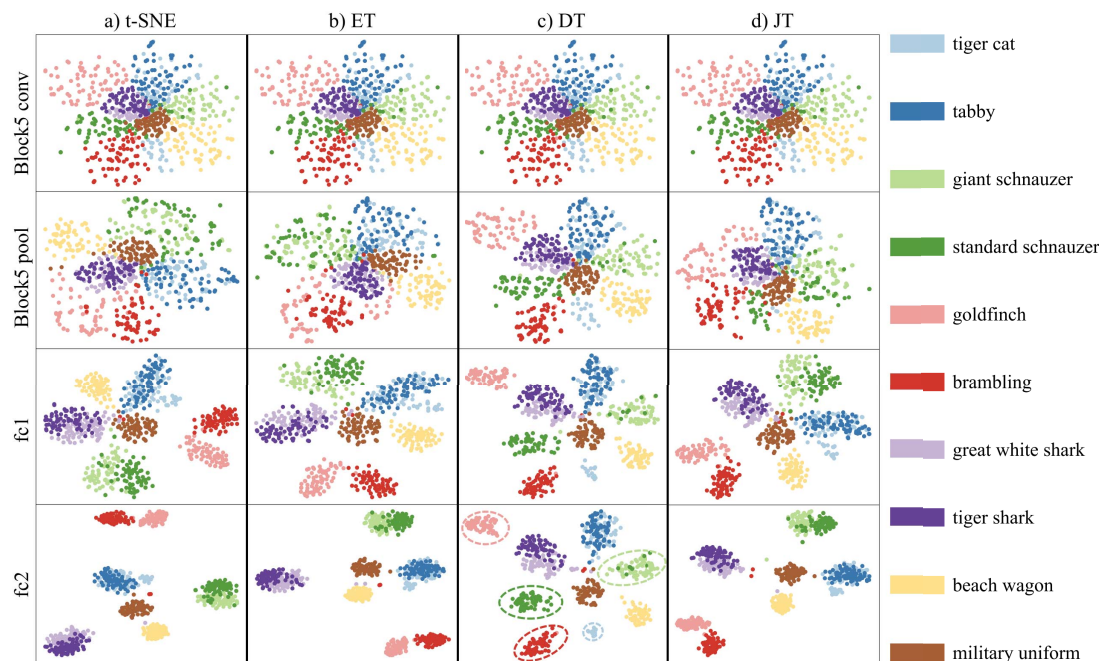 a) t-SNE
b) ET
c) DT
d) JT
Block5 conv
Block5 pool
fc1
fc2
tiger cat
tabby
giant schnauzer
standard schnauzer
goldfinch
brambling
great white shark
tiger shark
beach wagon
military uniform